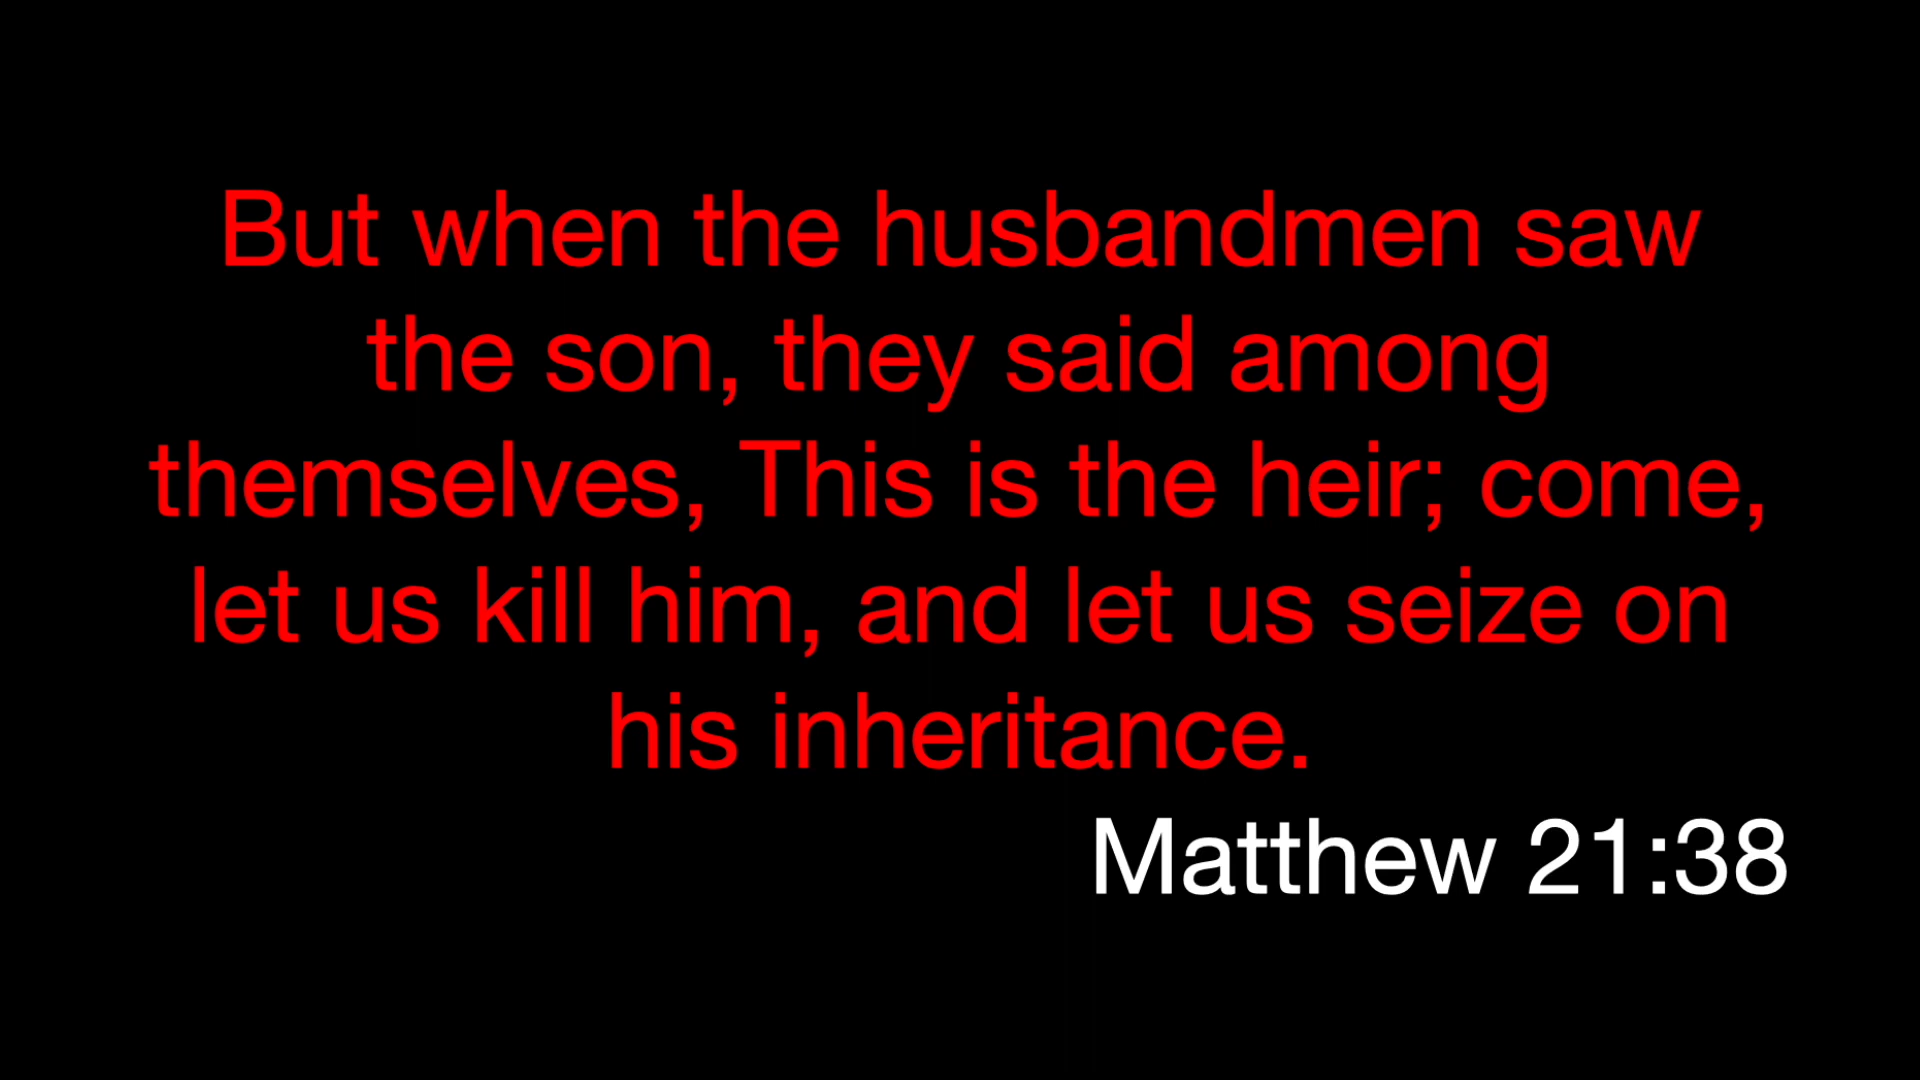 But when the husbandmen saw
the son, they said among
themselves, This is the heir; come,
let us kill him, and let us seize on
his inheritance.
Matthew 21:38